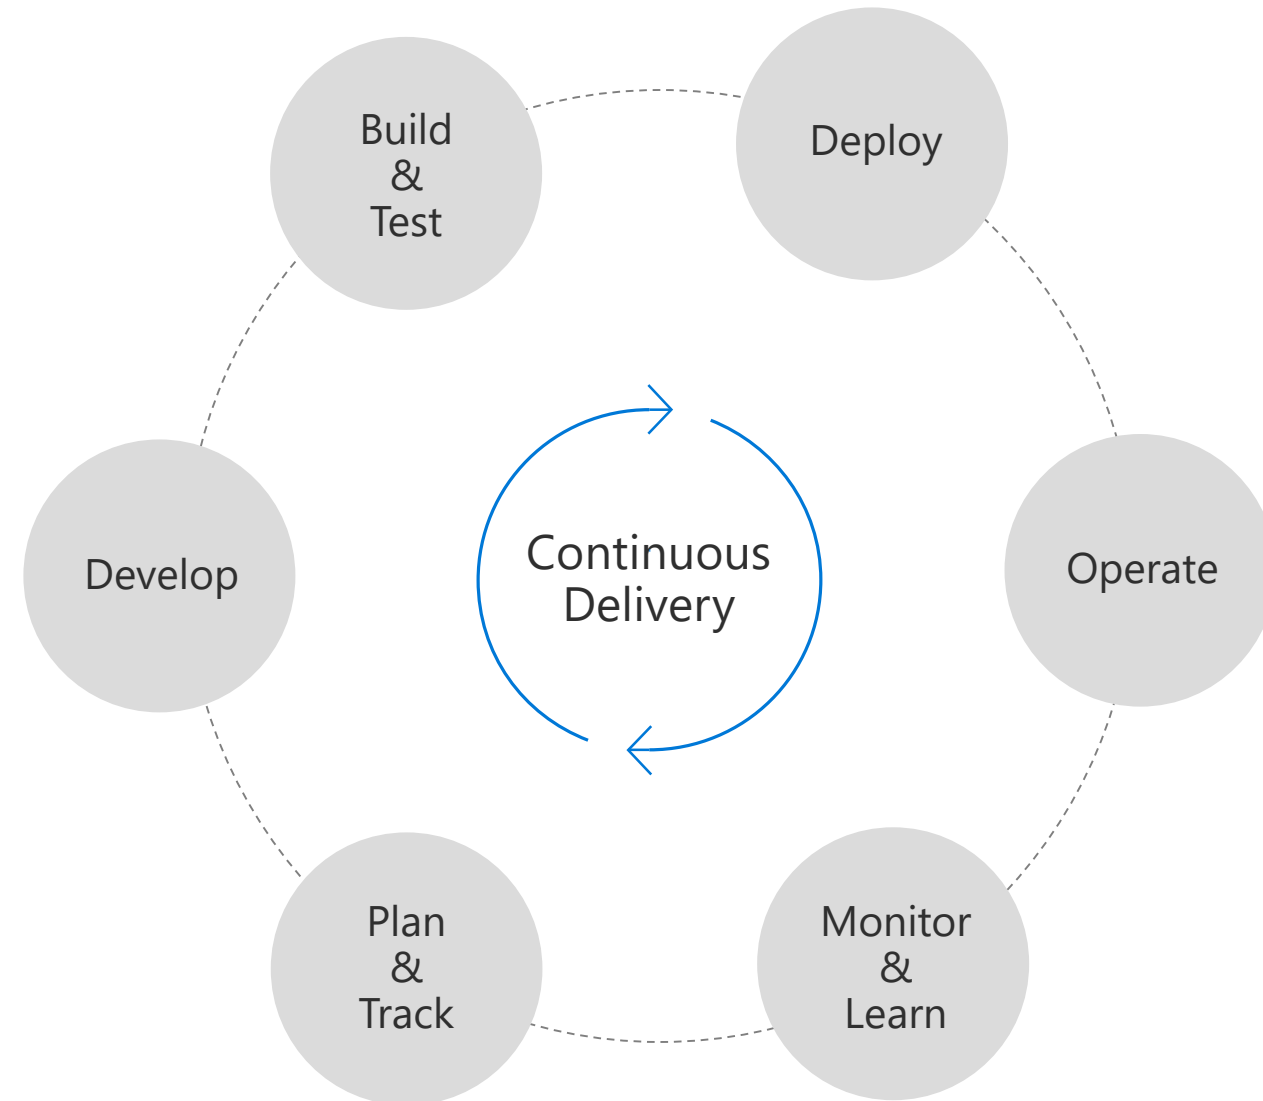 Build
&
Test
Deploy
Develop
Continuous
Delivery
Operate
Plan
&
Track
Monitor
&
Learn